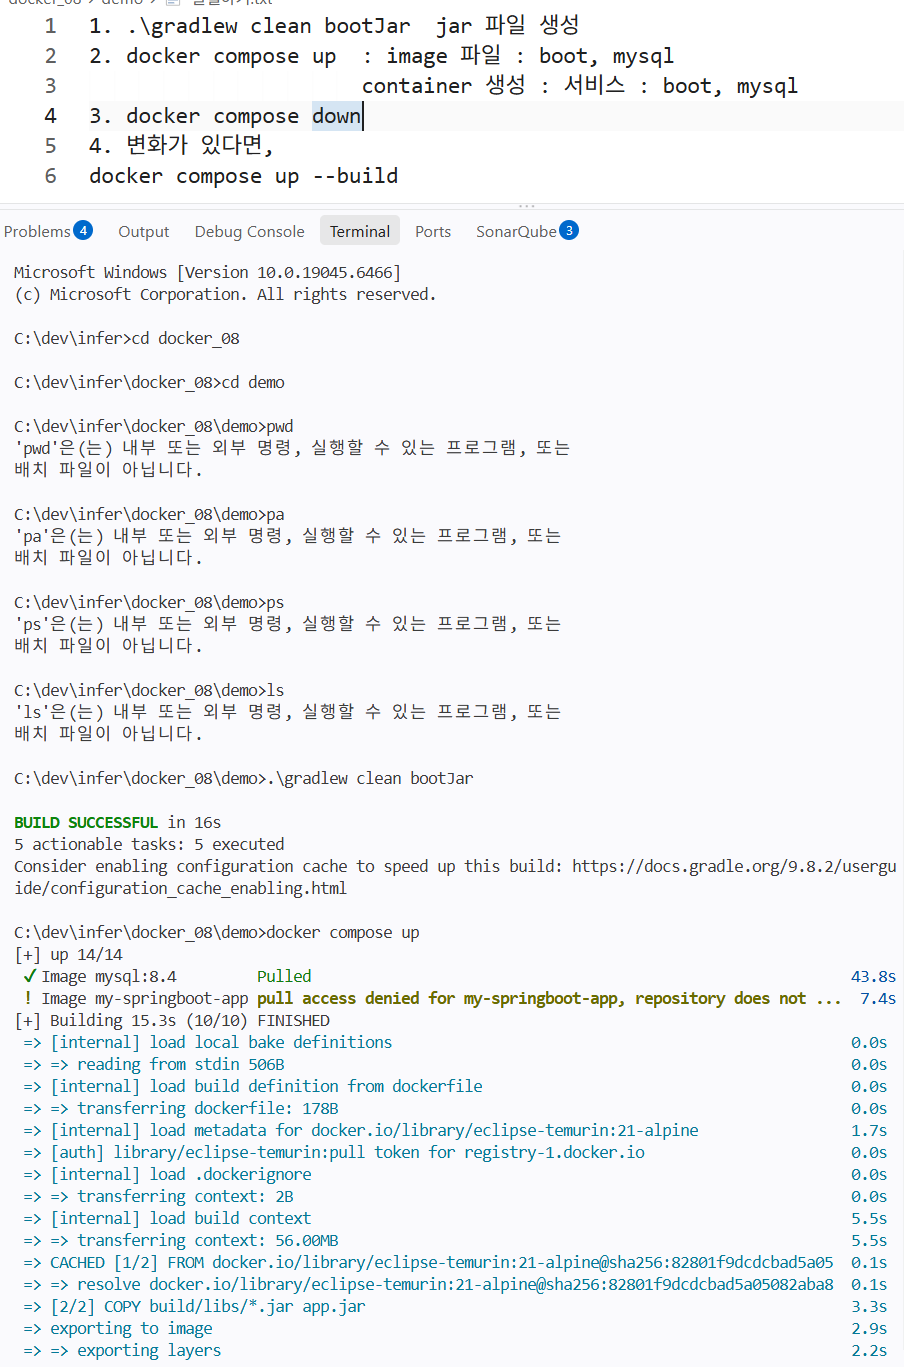 docker_08 > demo >
1 1. .\gradlew clean bootJar  jar 파일 생성
2 2. docker compose up  : image 파일 : boot, mysql
3 container 생성 : 서비스 : boot, mysql
4 3. docker compose down
5 4. 변화가 있다면,
6 docker compose up --build
Problems 4 Output Debug Console Terminal Ports SonarQube 3
Microsoft Windows [Version 10.0.19045.6466]
(c) Microsoft Corporation. All rights reserved.
C:\dev\infer>cd docker_08
C:\dev\infer\docker_08>cd demo
C:\dev\infer\docker_08\demo>pwd
'pwd'은(는) 내부 또는 외부 명령, 실행할 수 있는 프로그램, 또는
배치 파일이 아닙니다.
C:\dev\infer\docker_08\demo>pa
'pa'은(는) 내부 또는 외부 명령, 실행할 수 있는 프로그램, 또는
배치 파일이 아닙니다.
C:\dev\infer\docker_08\demo>ps
'ps'은(는) 내부 또는 외부 명령, 실행할 수 있는 프로그램, 또는
배치 파일이 아닙니다.
C:\dev\infer\docker_08\demo>ls
'ls'은(는) 내부 또는 외부 명령, 실행할 수 있는 프로그램, 또는
배치 파일이 아닙니다.
C:\dev\infer\docker_08\demo>.\gradlew clean bootJar
BUILD SUCCESSFUL in 16s
5 actionable tasks: 5 executed
Consider enabling configuration cache to speed up this build: https://docs.gradle.org/9.8.2/usergu
ide/configuration_cache_enabling.html
C:\dev\infer\docker_08\demo>docker compose up
[+] up 14/14
✓ Image mysql:8.4 Pulled 43.8s
! Image my-springboot-app pull access denied for my-springboot-app, repository does not ... 7.4s
[+] Building 15.3s (10/10) FINISHED
=> [internal] load local bake definitions 0.0s
=> => reading from stdin 506B 0.0s
=> [internal] load build definition from dockerfile 0.0s
=> => transferring dockerfile: 178B 0.0s
=> [internal] load metadata for docker.io/library/eclipse-temurin:21-alpine 1.7s
=> [auth] library/eclipse-temurin:pull token for registry-1.docker.io 0.0s
=> [internal] load .dockerignore 0.0s
=> => transferring context: 2B 0.0s
=> [internal] load build context 5.5s
=> => transferring context: 56.00MB 5.5s
=> CACHED [1/2] FROM docker.io/library/eclipse-temurin:21-alpine@sha256:82801f9dcdcbad5a05 0.1s
=> => resolve docker.io/library/eclipse-temurin:21-alpine@sha256:82801f9dcdcbad5a05082aba8 0.1s
=> [2/2] COPY build/libs/*.jar app.jar 3.3s
=> exporting to image 2.9s
=> => exporting layers 2.2s